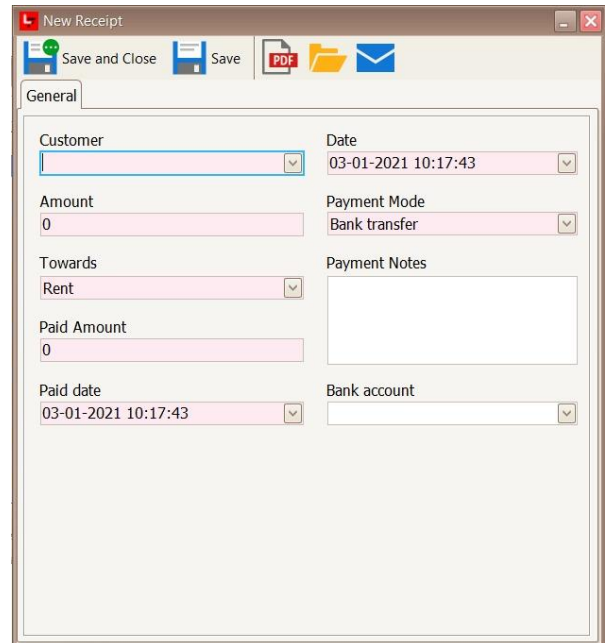 New Receipt
Save and Close Save PDF
General
Customer
Date
03-01-2021 10:17:43
Amount
0
Payment Mode
Bank transfer
Towards
Rent
Payment Notes
Paid Amount
0
Paid date
03-01-2021 10:17:43
Bank account